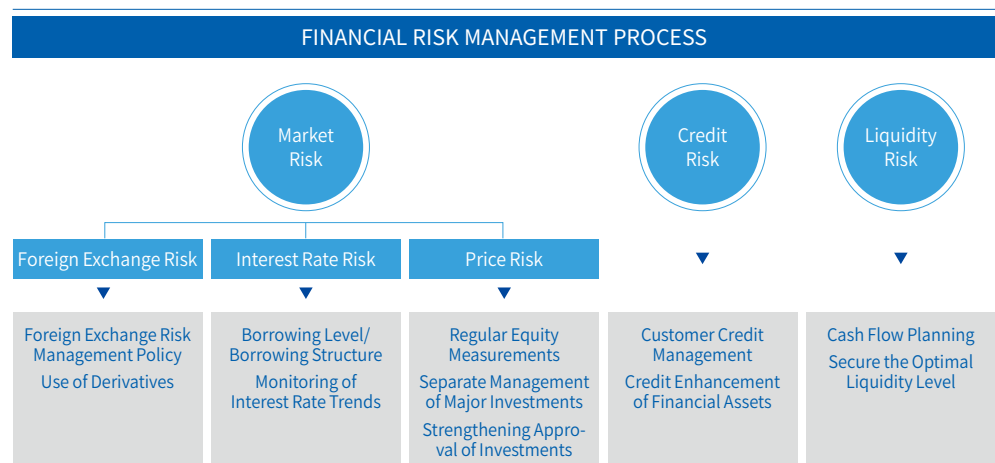 FINANCIAL RISK MANAGEMENT PROCESS
Market
Risk
Credit
Risk
Liquidity
Risk
Foreign Exchange Risk
Interest Rate Risk
Price Risk
Foreign Exchange Risk
Management Policy
Use of Derivatives
Borrowing Level/
Borrowing Structure
Monitoring of
Interest Rate Trends
Regular Equity
Measurements
Separate Management
of Major Investments
Strengthening Appro-
val of Investments
Customer Credit
Management
Credit Enhancement
of Financial Assets
Cash Flow Planning
Secure the Optimal
Liquidity Level